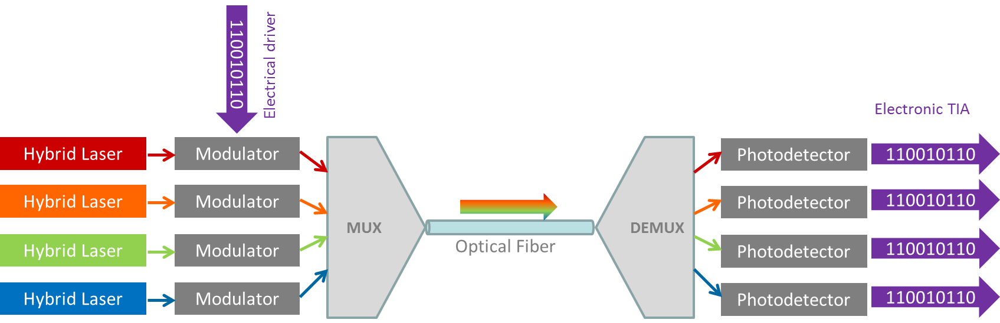 110010110
Electrical driver
Electronic TIA
Hybrid Laser
Modulator
Photodetector
110010110
Hybrid Laser
Modulator
Photodetector
110010110
MUX
DEMUX
Optical Fiber
Hybrid Laser
Modulator
Photodetector
110010110
Hybrid Laser
Modulator
Photodetector
110010110